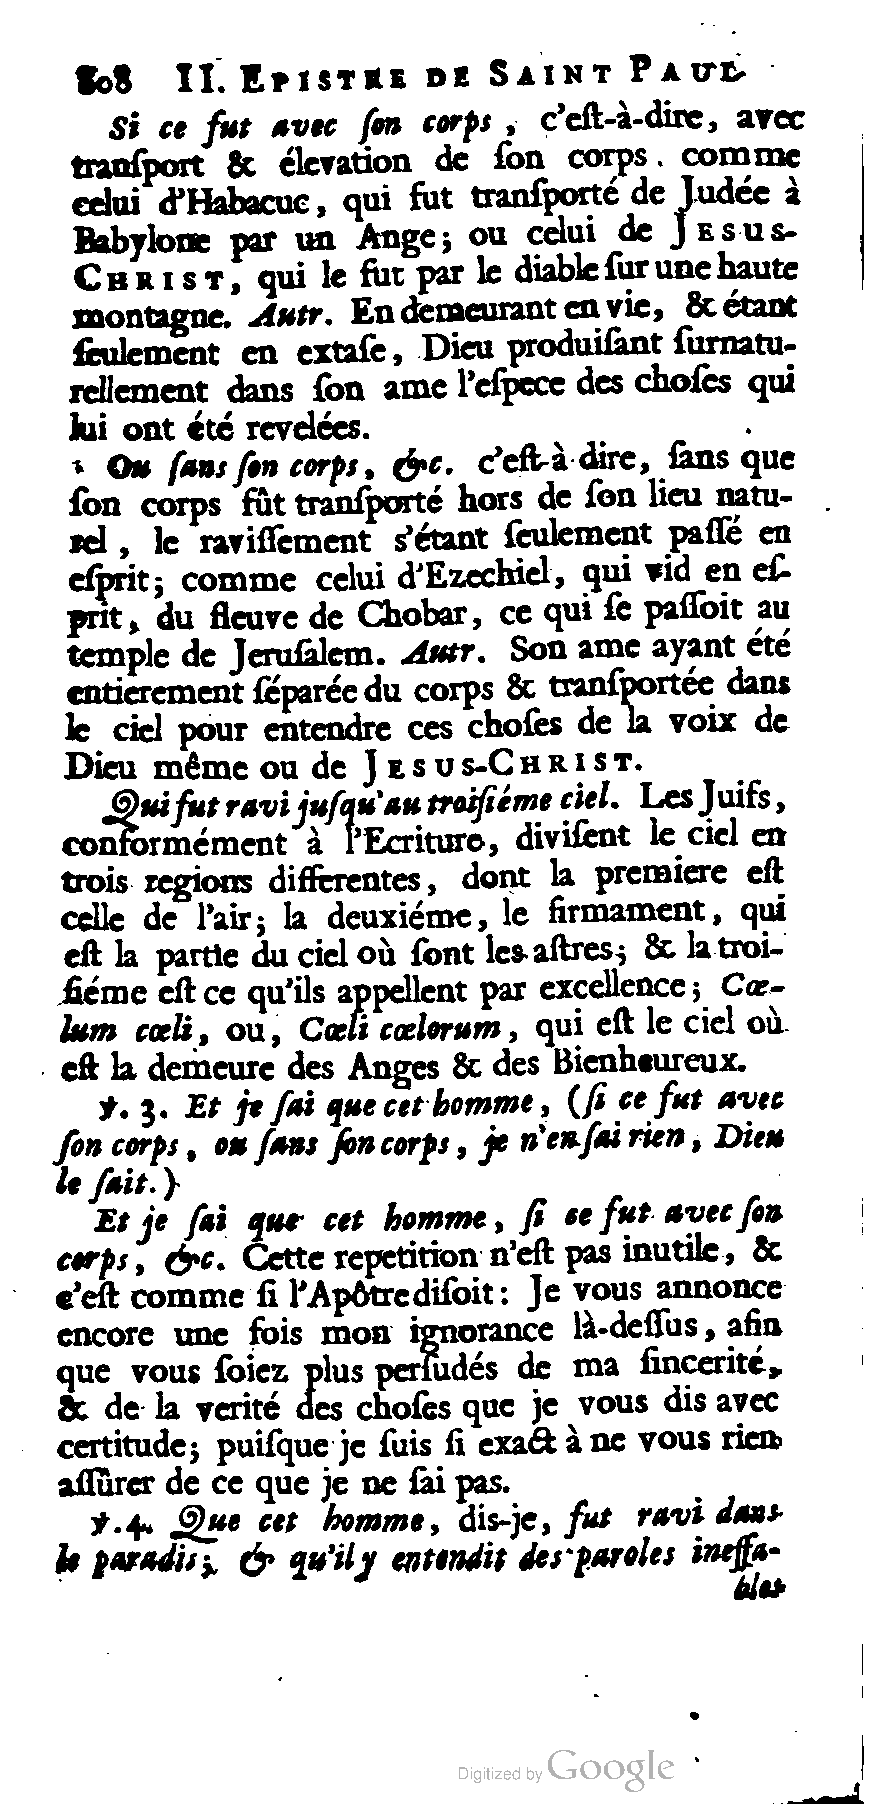 808 II. EPISTRE DE SAINT PAUL
Si ce fut avec ſon corps, c'eſt-à-dire, avec
tranſport & élevation de ſon corps, comme
celui d'Habacuc, qui fut tranſporté de Judée à
Babylone par un Ange; ou celui de JESUS-
CHRIST, qui le fut par le diable ſur une haute
montagne. Autr. En demeurant en vie, & étant
ſeulement en extaſe, Dieu produiſant ſurnatu-
rellement dans ſon ame l'eſpece des choſes qui
lui ont été revelées.
Ou ſans ſon corps, &c. c'eſt-à-dire, ſans que
ſon corps fût tranſporté hors de ſon lieu natu-
rel, le raviſſement s'étant ſeulement paſſé en
eſprit; comme celui d'Ezechiel, qui vid en eſ-
prit, du fleuve de Chobar, ce qui ſe paſſoit au
temple de Jeruſalem. Autr. Son ame ayant été
entierement ſéparée du corps & tranſportée dans
le ciel pour entendre ces choſes de la voix de
Dieu même ou de JESUS-CHRIST.
Qui fut ravi juſqu'au troiſiéme ciel. Les Juifs,
conformément à l'Ecriture, diviſent le ciel en
trois regions differentes, dont la premiere eſt
celle de l'air; la deuxiéme, le firmament, qui
eſt la partie du ciel où ſont les aſtres; & la troi-
ſiéme eſt ce qu'ils appellent par excellence; Cœ-
lum cœli, ou, Cœli cœlorum, qui eſt le ciel où
eſt la demeure des Anges & des Bienheureux.
℣. 3. Et je ſai que cet homme, (ſi ce fut avec
ſon corps, ou ſans ſon corps, je n'en ſai rien, Dieu
le ſait.)
Et je ſai que cet homme, ſi ce fut avec ſon
corps, &c. Cette repetition n'eſt pas inutile, &
c'eſt comme ſi l'Apôtre diſoit: Je vous annonce
encore une fois mon ignorance là-deſſus, afin
que vous ſoiez plus perſudés de ma ſincerité,
& de la verité des choſes que je vous dis avec
certitude; puiſque je ſuis ſi exact à ne vous rien
aſſûrer de ce que je ne ſai pas.
℣. 4. Que cet homme, dis-je, fut ravi dans
le paradis; & qu'il y entendit des paroles ineffa-
bles
Digitized by Google